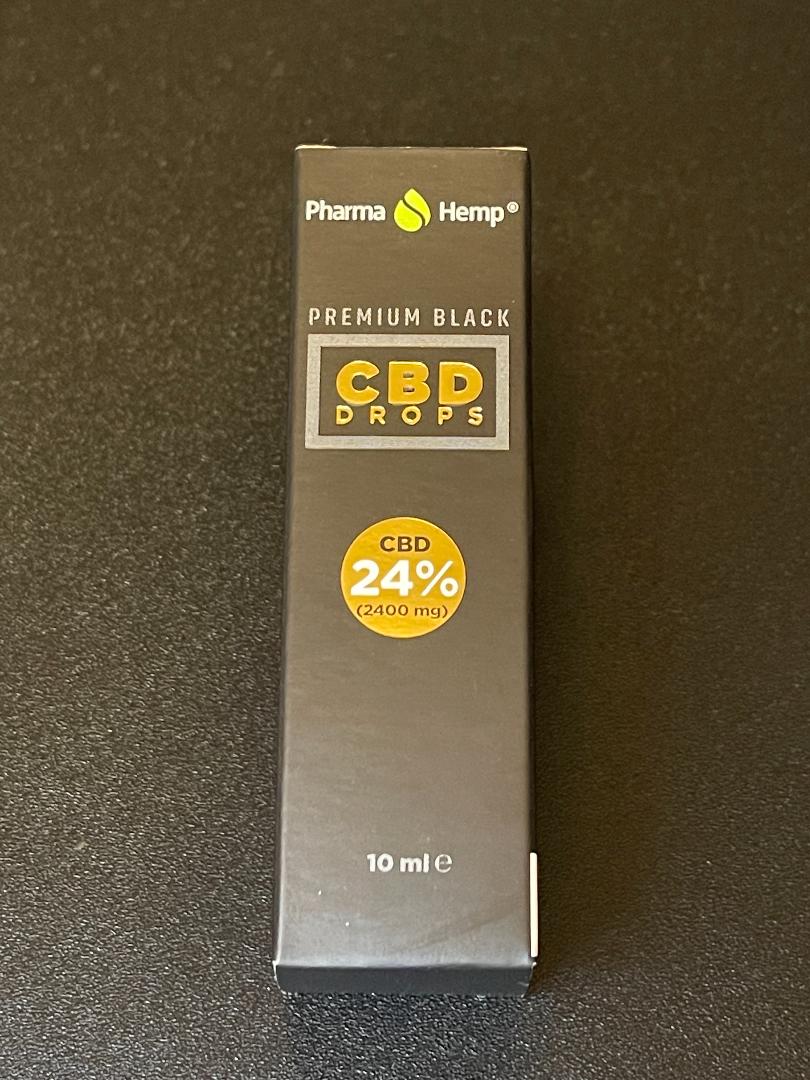 Pharma Hemp®
PREMIUM BLACK
CBD
DROPS
CBD
24%
(2400 mg)
10 ml ℮